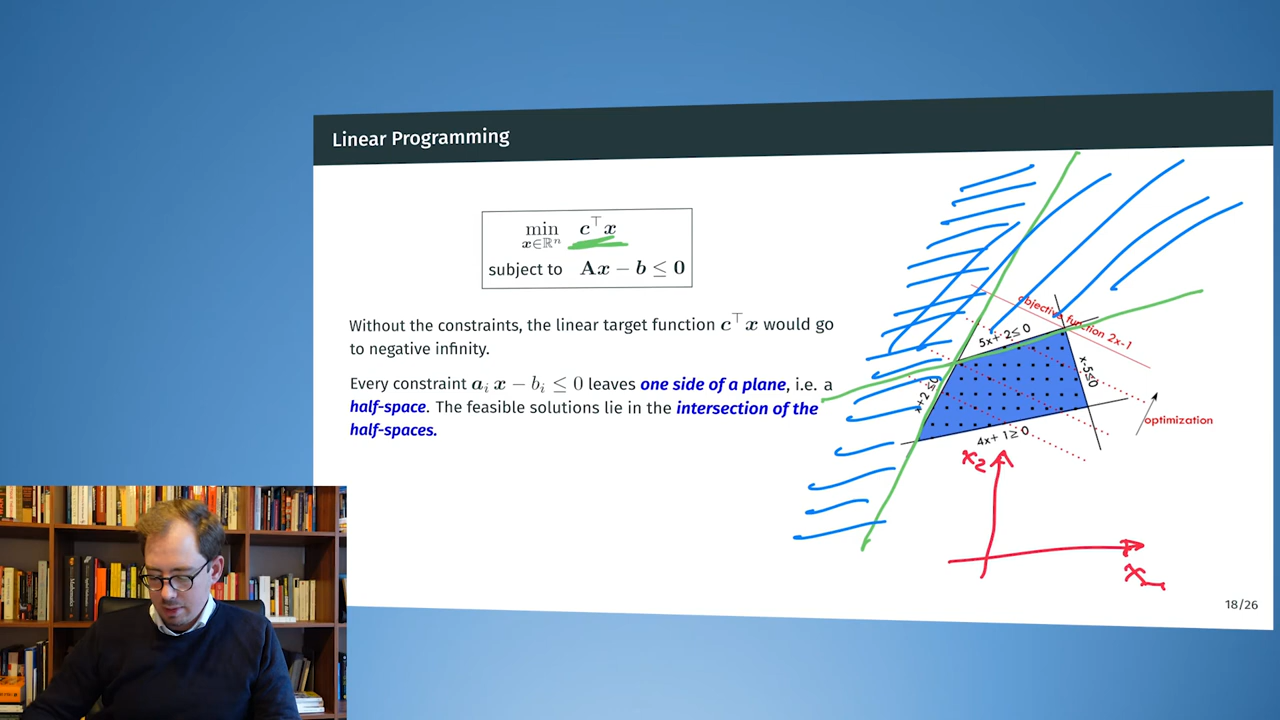 Linear Programming
min c⊤x
x∈ℝⁿ
subject to Ax − b ≤ 0
Without the constraints, the linear target function c⊤x would go
to negative infinity.
Every constraint aᵢ x − bᵢ ≤ 0 leaves one side of a plane, i.e. a
half-space. The feasible solutions lie in the intersection of the
half-spaces.
objective function 2x-1
5x+2≤0
x+2≤0
x-5≤0
4x+1≥0
optimization
x₂
18/26